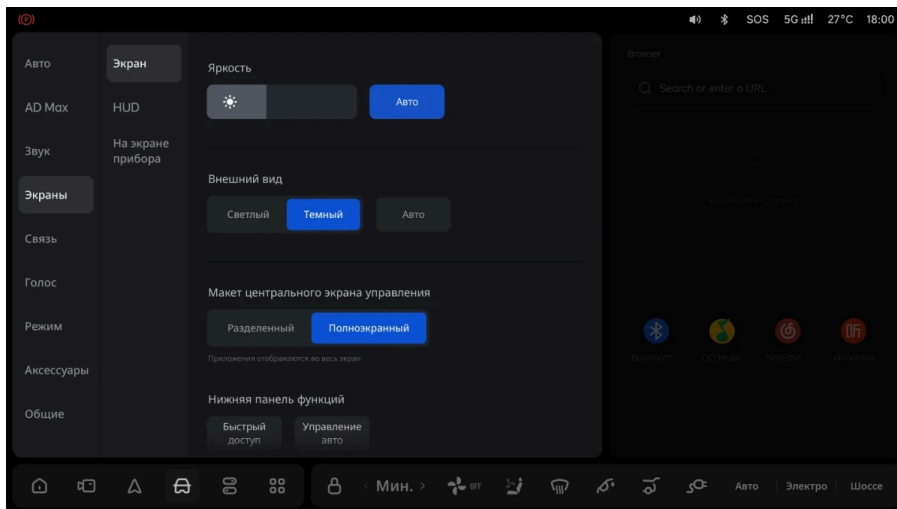 (P)
SOS 5G 27°C 18:00
Авто
AD Max
Звук
Экраны
Связь
Голос
Режим
Аксессуары
Общие
Экран
HUD
На экране
прибора
Яркость
Авто
Внешний вид
Светлый Темный Авто
Макет центрального экрана управления
Разделенный Полноэкранный
Приложения отображаются во весь экран
Нижняя панель функций
Быстрый
доступ
Управление
авто
Browser
Search or enter a URL
Bluetooth QQ Music NetEase Himalaya
< Мин. > OFF Авто Электро Шоссе